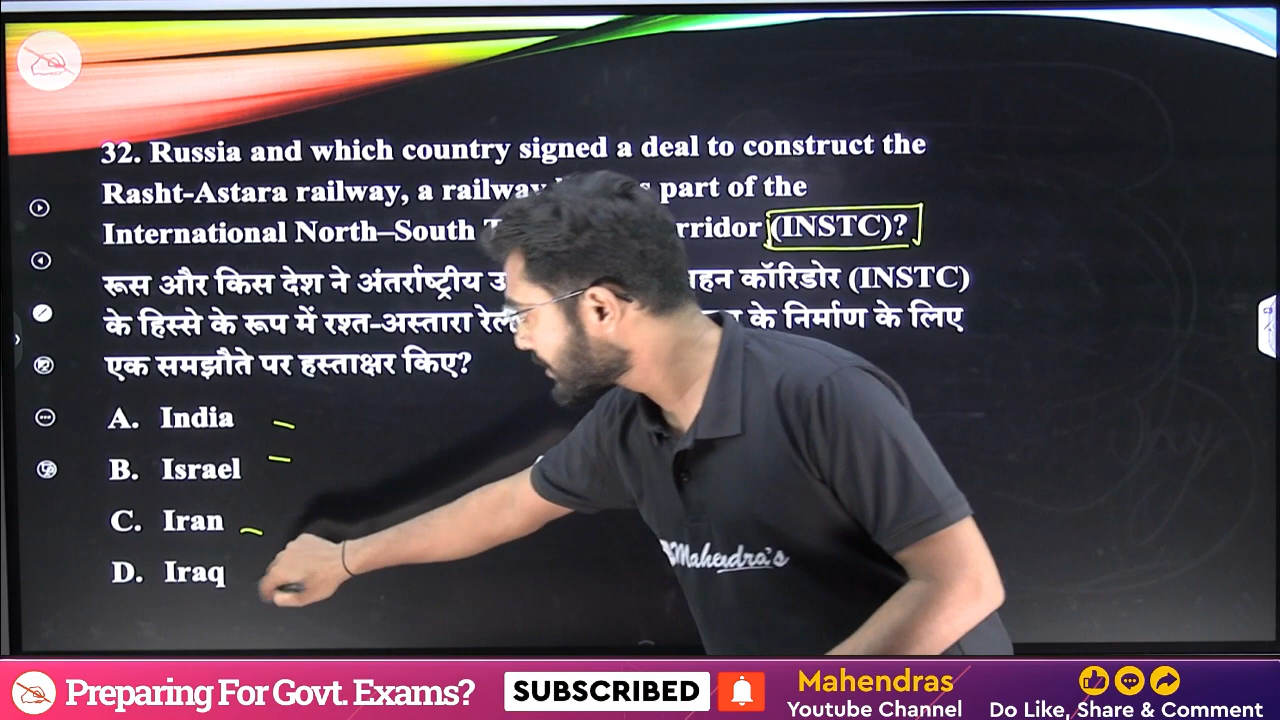 32. Russia and which country signed a deal to construct the
Rasht-Astara railway, a railway part of the
International North–South rridor (INSTC)?
रूस और किस देश ने अंतर्राष्ट्रीय हन कॉरिडोर (INSTC)
के हिस्से के रूप में रश्त-अस्तारा के निर्माण के लिए
एक समझौते पर हस्ताक्षर किए?
A. India
B. Israel
C. Iran
D. Iraq
Mahendra's
Preparing For Govt. Exams?
SUBSCRIBED
Mahendras
Youtube Channel
Do Like, Share & Comment